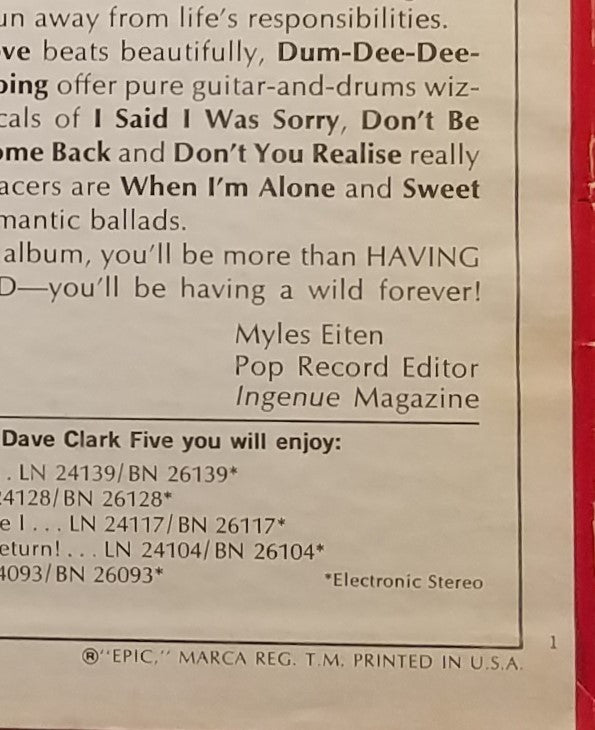 un away from life's responsibilities.
ve beats beautifully, Dum-Dee-Dee-
ing offer pure guitar-and-drums wiz-
cals of I Said I Was Sorry, Don't Be
ome Back and Don't You Realise really
acers are When I'm Alone and Sweet
mantic ballads.
album, you'll be more than HAVING
D—you'll be having a wild forever!
Myles Eiten
Pop Record Editor
Ingenue Magazine
Dave Clark Five you will enjoy:
. . LN 24139/BN 26139*
24128/BN 26128*
e I . . . LN 24117/BN 26117*
eturn! . . . LN 24104/BN 26104*
4093/BN 26093*
*Electronic Stereo
1
®"EPIC," MARCA REG. T.M. PRINTED IN U.S.A.